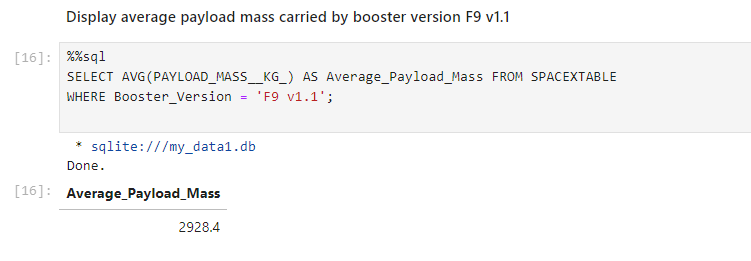 Display average payload mass carried by booster version F9 v1.1
[16]: %%sql
SELECT AVG(PAYLOAD_MASS__KG_) AS Average_Payload_Mass FROM SPACEXTABLE
WHERE Booster_Version = 'F9 v1.1';
* sqlite:///my_data1.db
Done.
[16]: Average_Payload_Mass
2928.4